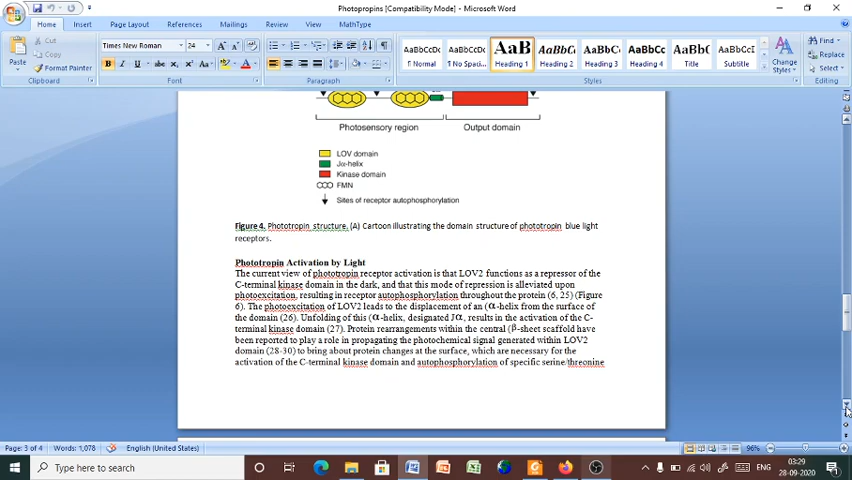 Photopropins [Compatibility Mode] - Microsoft Word
Home Insert Page Layout References Mailings Review View MathType
Paste
Cut
Copy
Format Painter
Clipboard
Times New Roman 24
Font
Paragraph
AaBbCcDc AaBbCcDc AaB AaBbCc AaBbCc AaBbCc AaBb( AaBbCcI
¶ Normal ¶ No Spaci... Heading 1 Heading 2 Heading 3 Heading 4 Title Subtitle
Change Styles
Styles
Find
Replace
Select
Editing
Photosensory region Output domain
LOV domain
Jα-helix
Kinase domain
FMN
Sites of receptor autophosphorylation
Figure 4. Phototropin structure. (A) Cartoon illustrating the domain structure of phototropin blue light
receptors.
Phototropin Activation by Light
The current view of phototropin receptor activation is that LOV2 functions as a repressor of the
C-terminal kinase domain in the dark, and that this mode of repression is alleviated upon
photoexcitation, resulting in receptor autophosphorylation throughout the protein (6, 25) (Figure
6). The photoexcitation of LOV2 leads to the displacement of an (α-helix from the surface of
the domain (26). Unfolding of this (α-helix, designated Jα, results in the activation of the C-
terminal kinase domain (27). Protein rearrangements within the central (β-sheet scaffold have
been reported to play a role in propagating the photochemical signal generated within LOV2
domain (28-30) to bring about protein changes at the surface, which are necessary for the
activation of the C-terminal kinase domain and autophosphorylation of specific serine/threonine
Page: 3 of 4 Words: 1,078 English (United States) 96%
Type here to search
ENG
03:29
28-09-2020